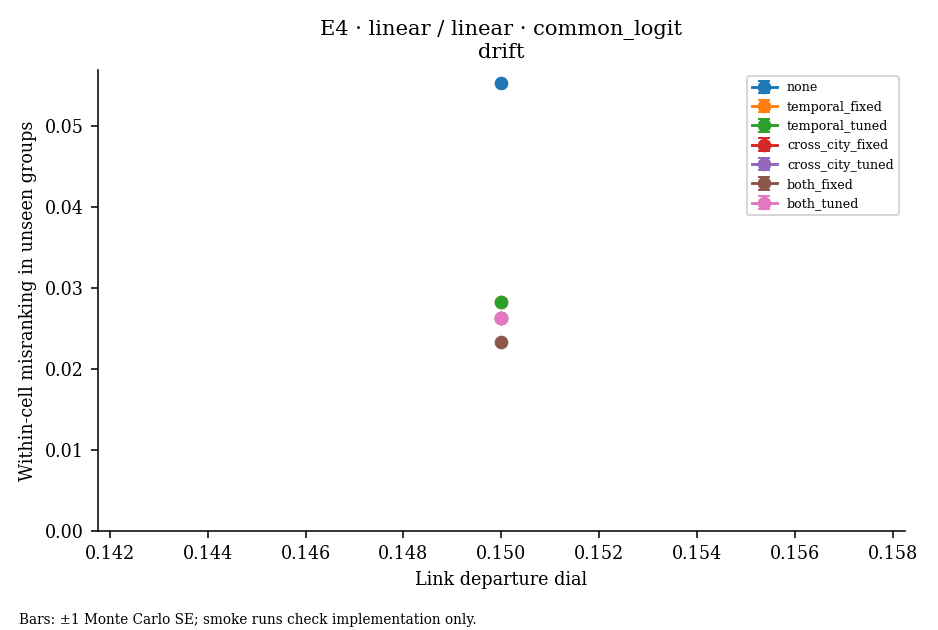 E4 · linear / linear · common_logit
drift
Within-cell misranking in unseen groups
0.05
0.04
0.03
0.02
0.01
0.00
none
temporal_fixed
temporal_tuned
cross_city_fixed
cross_city_tuned
both_fixed
both_tuned
0.142 0.144 0.146 0.148 0.150 0.152 0.154 0.156 0.158
Link departure dial
Bars: ±1 Monte Carlo SE; smoke runs check implementation only.